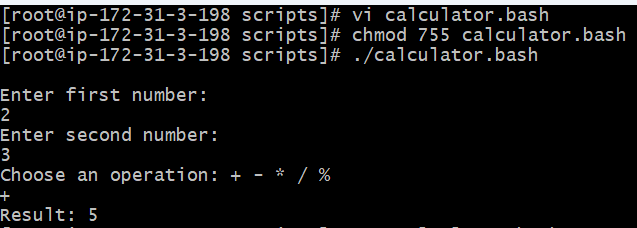 [root@ip-172-31-3-198 scripts]# vi calculator.bash
[root@ip-172-31-3-198 scripts]# chmod 755 calculator.bash
[root@ip-172-31-3-198 scripts]# ./calculator.bash
Enter first number:
2
Enter second number:
3
Choose an operation: + - * / %
+
Result: 5